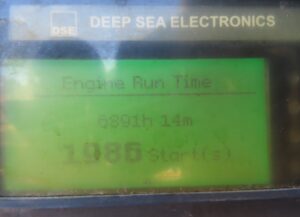 DSE DEEP SEA ELECTRONICS
Engine Run Time
6891h 14m
1986 Start(s)